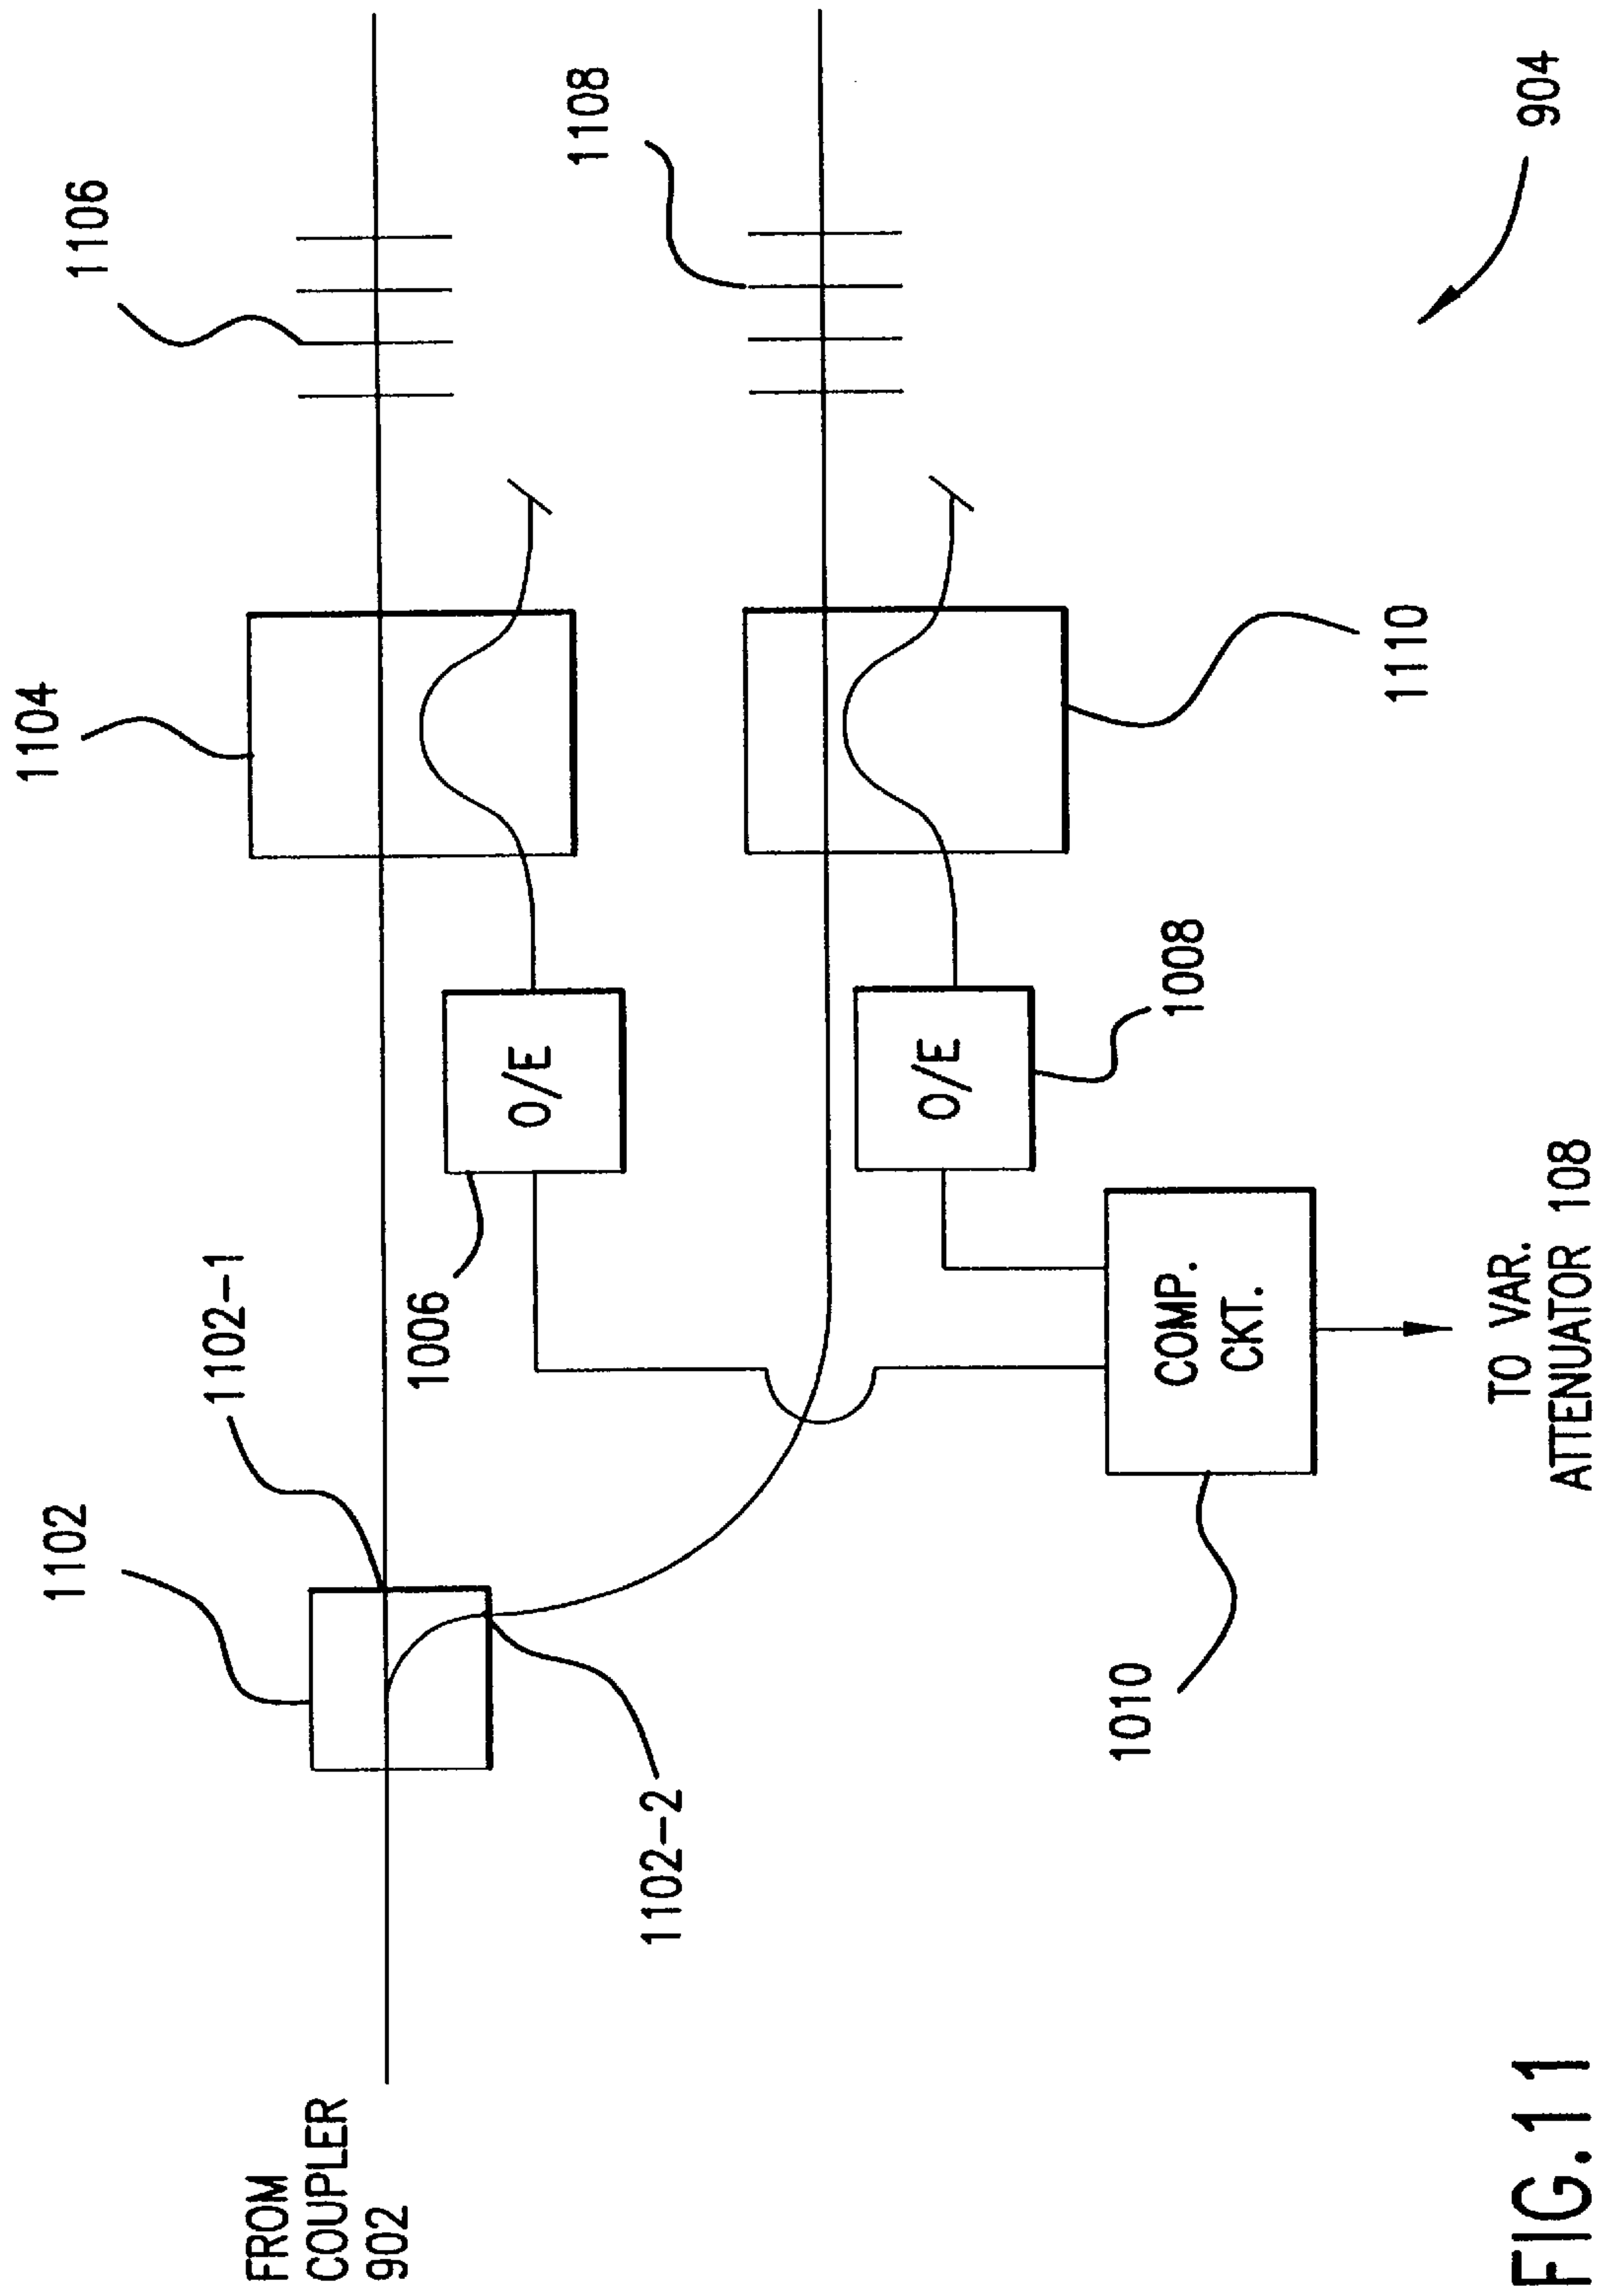 1106
1108
1104
904
1110
1102-1
1102
O/E
1006
O/E
1008
FROM
COUPLER
902
1102-2
1010
COMP.
CKT.
TO VAR.
ATTENUATOR 108
FIG.11